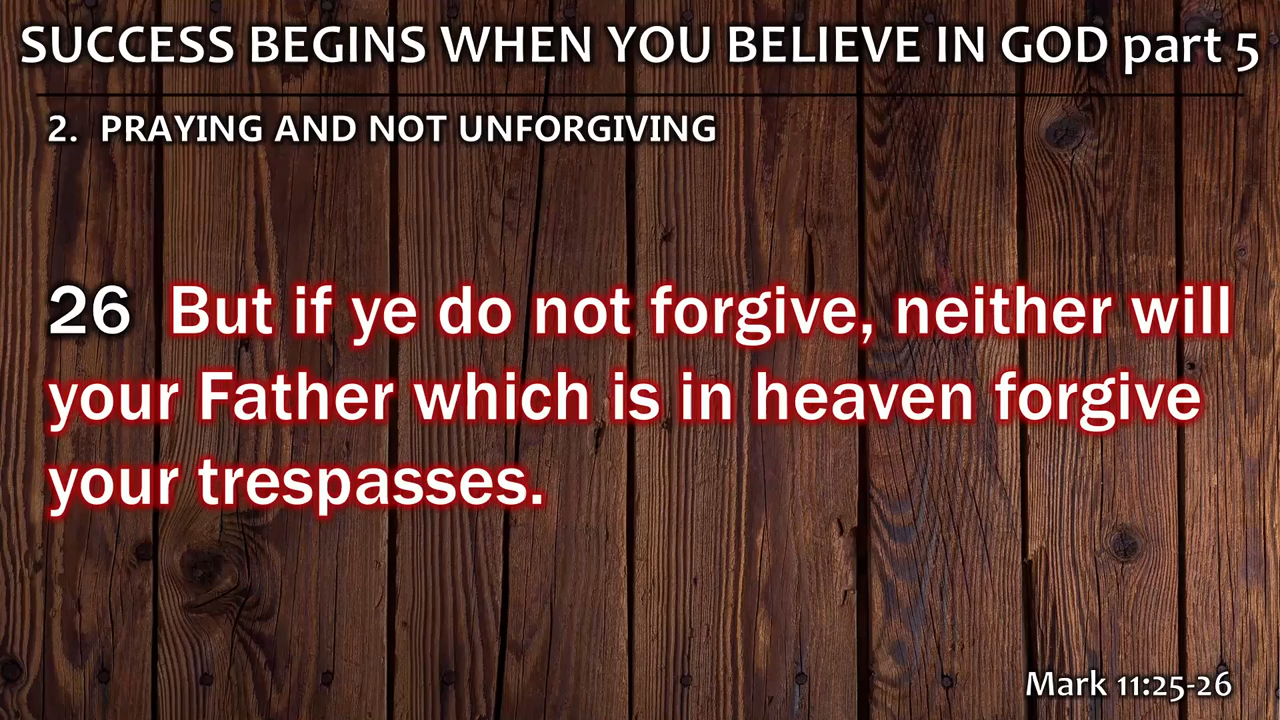 SUCCESS BEGINS WHEN YOU BELIEVE IN GOD part 5
2. PRAYING AND NOT UNFORGIVING
26 But if ye do not forgive, neither will
your Father which is in heaven forgive
your trespasses.
Mark 11:25-26